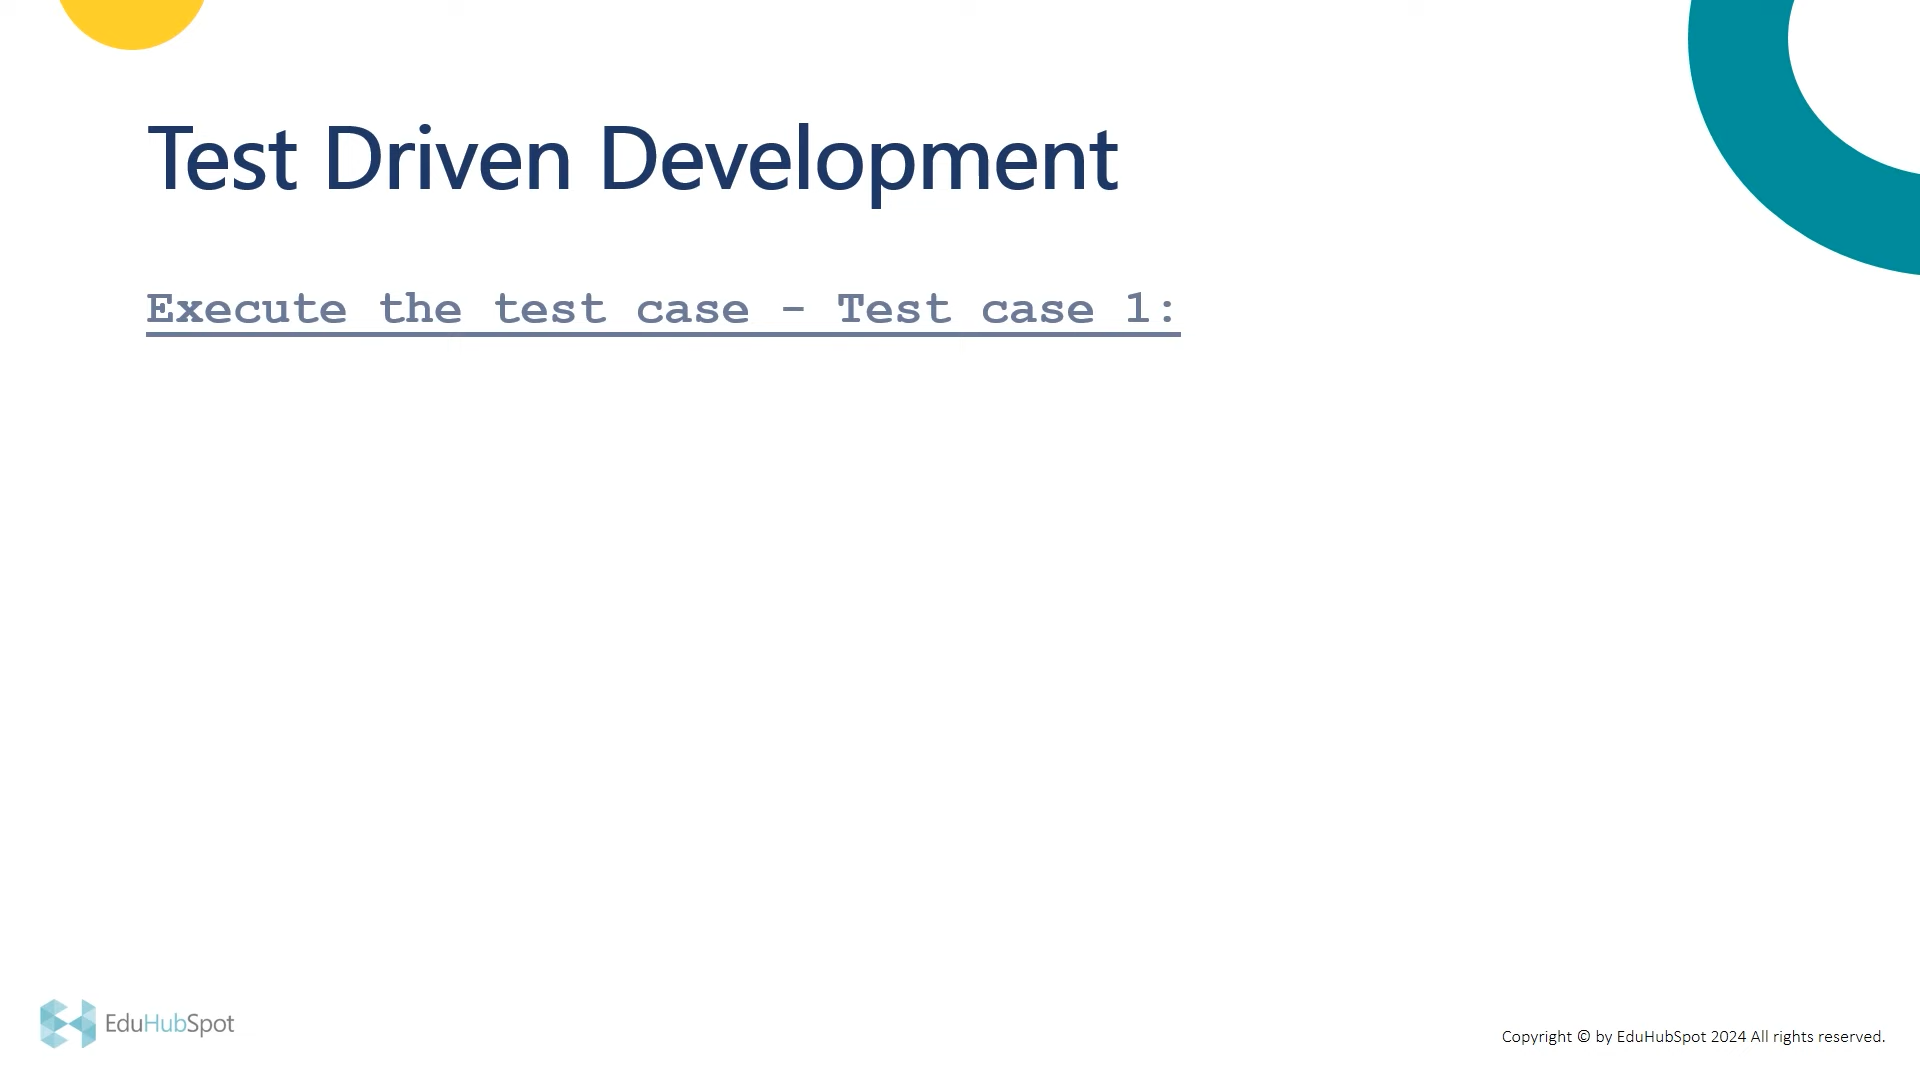 Test Driven Development
Execute the test case - Test case 1:
EduHubSpot
Copyright © by EduHubSpot 2024 All rights reserved.